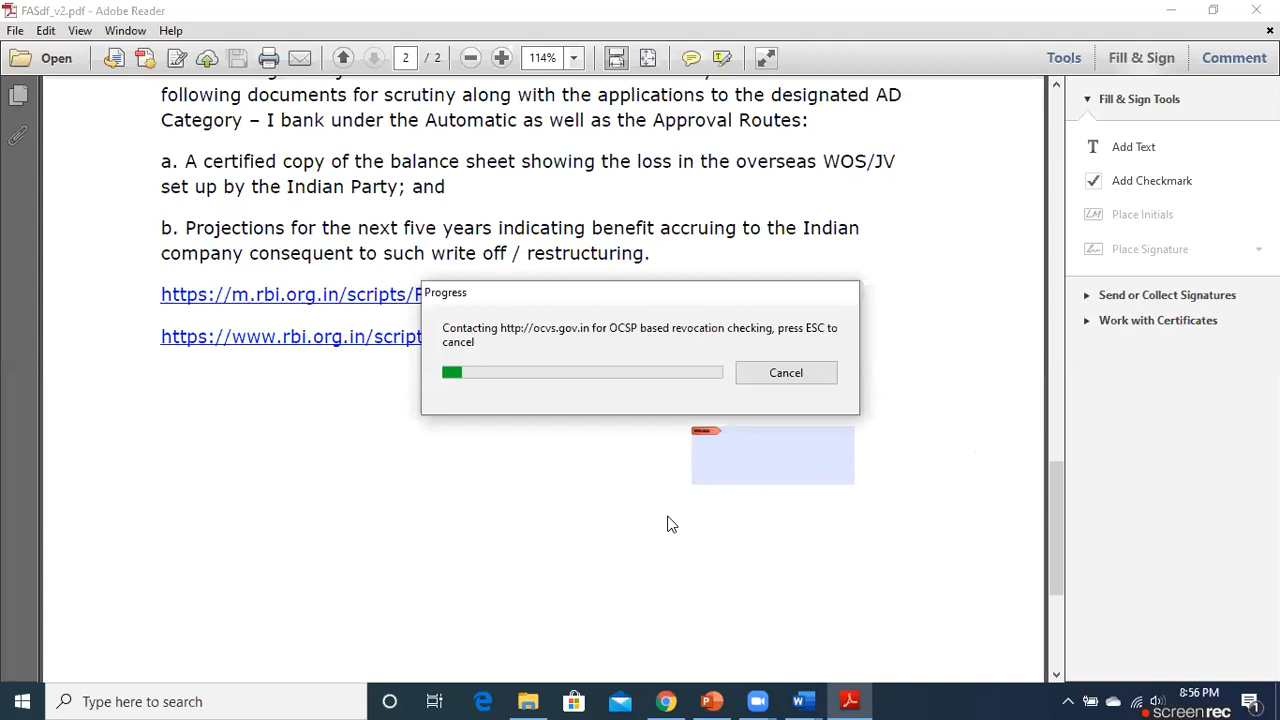 FASdf_v2.pdf - Adobe Reader
File Edit View Window Help
Open 2 / 2 114% Tools Fill & Sign Comment
following documents for scrutiny along with the applications to the designated AD
Category – I bank under the Automatic as well as the Approval Routes:
a. A certified copy of the balance sheet showing the loss in the overseas WOS/JV
set up by the Indian Party; and
b. Projections for the next five years indicating benefit accruing to the Indian
company consequent to such write off / restructuring.
https://m.rbi.org.in/scripts/F
https://www.rbi.org.in/script
Progress
Contacting http://ocvs.gov.in for OCSP based revocation checking, press ESC to
cancel
Cancel
Fill & Sign Tools
Add Text
Add Checkmark
Place Initials
Place Signature
Send or Collect Signatures
Work with Certificates
Type here to search
8:56 PM
screenrec